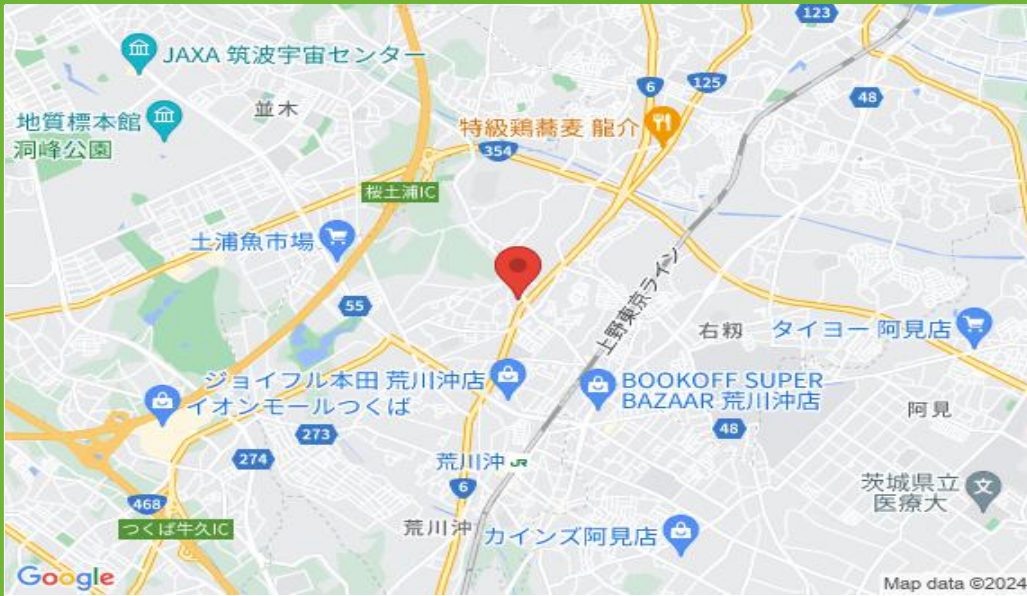 123
JAXA 筑波宇宙センター
6
125
48
並木
地質標本館
洞峰公園
特級鶏蕎麦 龍介
354
桜土浦IC
土浦魚市場
55
上野東京ライン
右籾
タイヨー 阿見店
ジョイフル本田 荒川沖店
イオンモールつくば
BOOKOFF SUPER
BAZAAR 荒川沖店
阿見
273
48
274
荒川沖 JR
6
468
茨城県立
医療大
文
つくば牛久IC
荒川沖
カインズ阿見店
Google
Map data ©2024